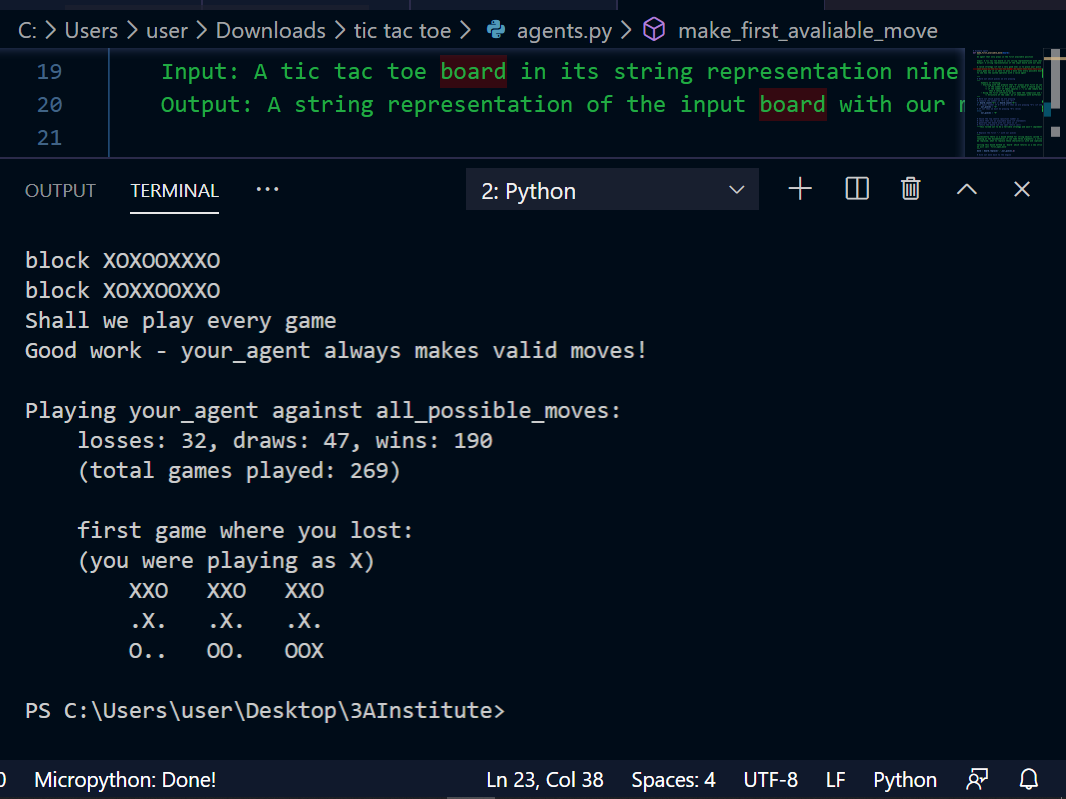 C: > Users > user > Downloads > tic tac toe > agents.py > make_first_avaliable_move
19 Input: A tic tac toe board in its string representation nine
20 Output: A string representation of the input board with our
21
OUTPUT TERMINAL ...
2: Python
block XOXOOXXXO
block XOXXOOXXO
Shall we play every game
Good work - your_agent always makes valid moves!
Playing your_agent against all_possible_moves:
losses: 32, draws: 47, wins: 190
(total games played: 269)
first game where you lost:
(you were playing as X)
XXO XXO XXO
.X. .X. .X.
O.. OO. OOX
PS C:\Users\user\Desktop\3AInstitute>
Micropython: Done! Ln 23, Col 38 Spaces: 4 UTF-8 LF Python